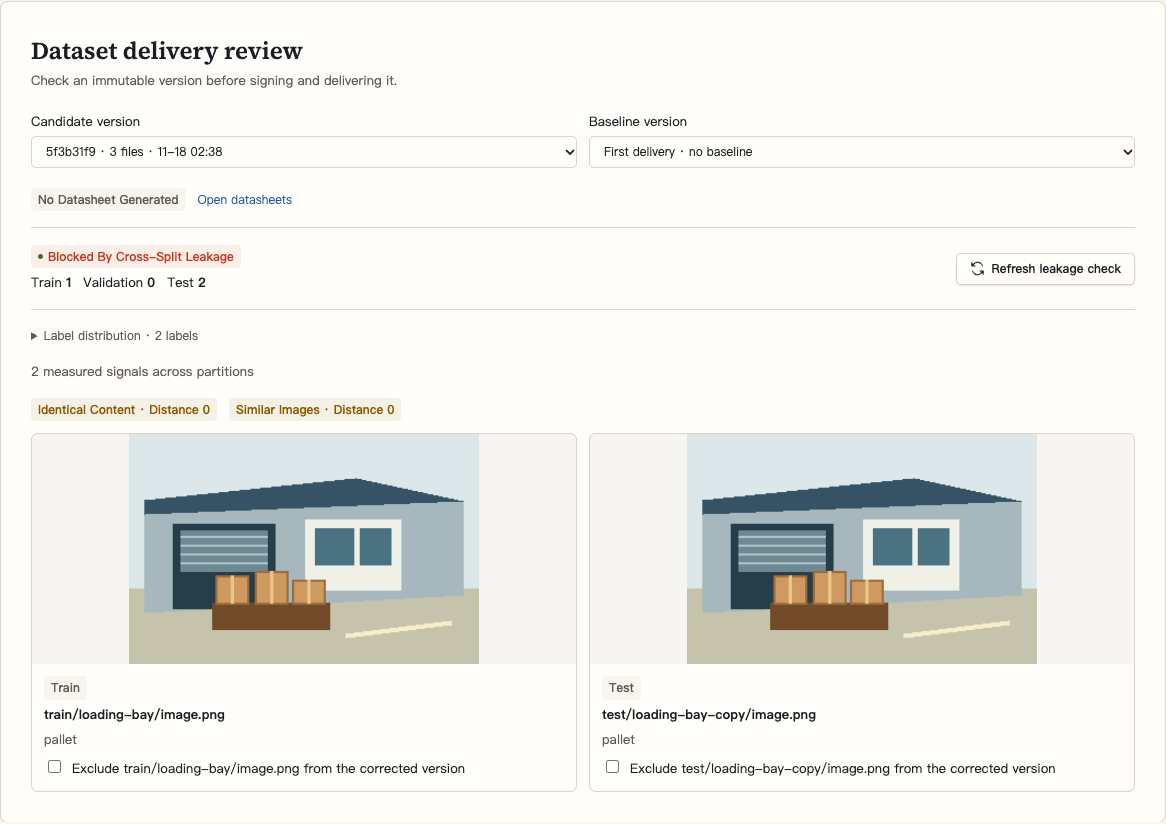 Dataset delivery review
Check an immutable version before signing and delivering it.
Candidate version
Baseline version
5f3b31f9 · 3 files · 11–18 02:38
First delivery · no baseline
No Datasheet Generated
Open datasheets
Blocked By Cross–Split Leakage
Train 1 Validation 0 Test 2
Refresh leakage check
Label distribution · 2 labels
2 measured signals across partitions
Identical Content · Distance 0
Similar Images · Distance 0
Train
train/loading–bay/image.png
pallet
Exclude train/loading–bay/image.png from the corrected version
Test
test/loading–bay–copy/image.png
pallet
Exclude test/loading–bay–copy/image.png from the corrected version